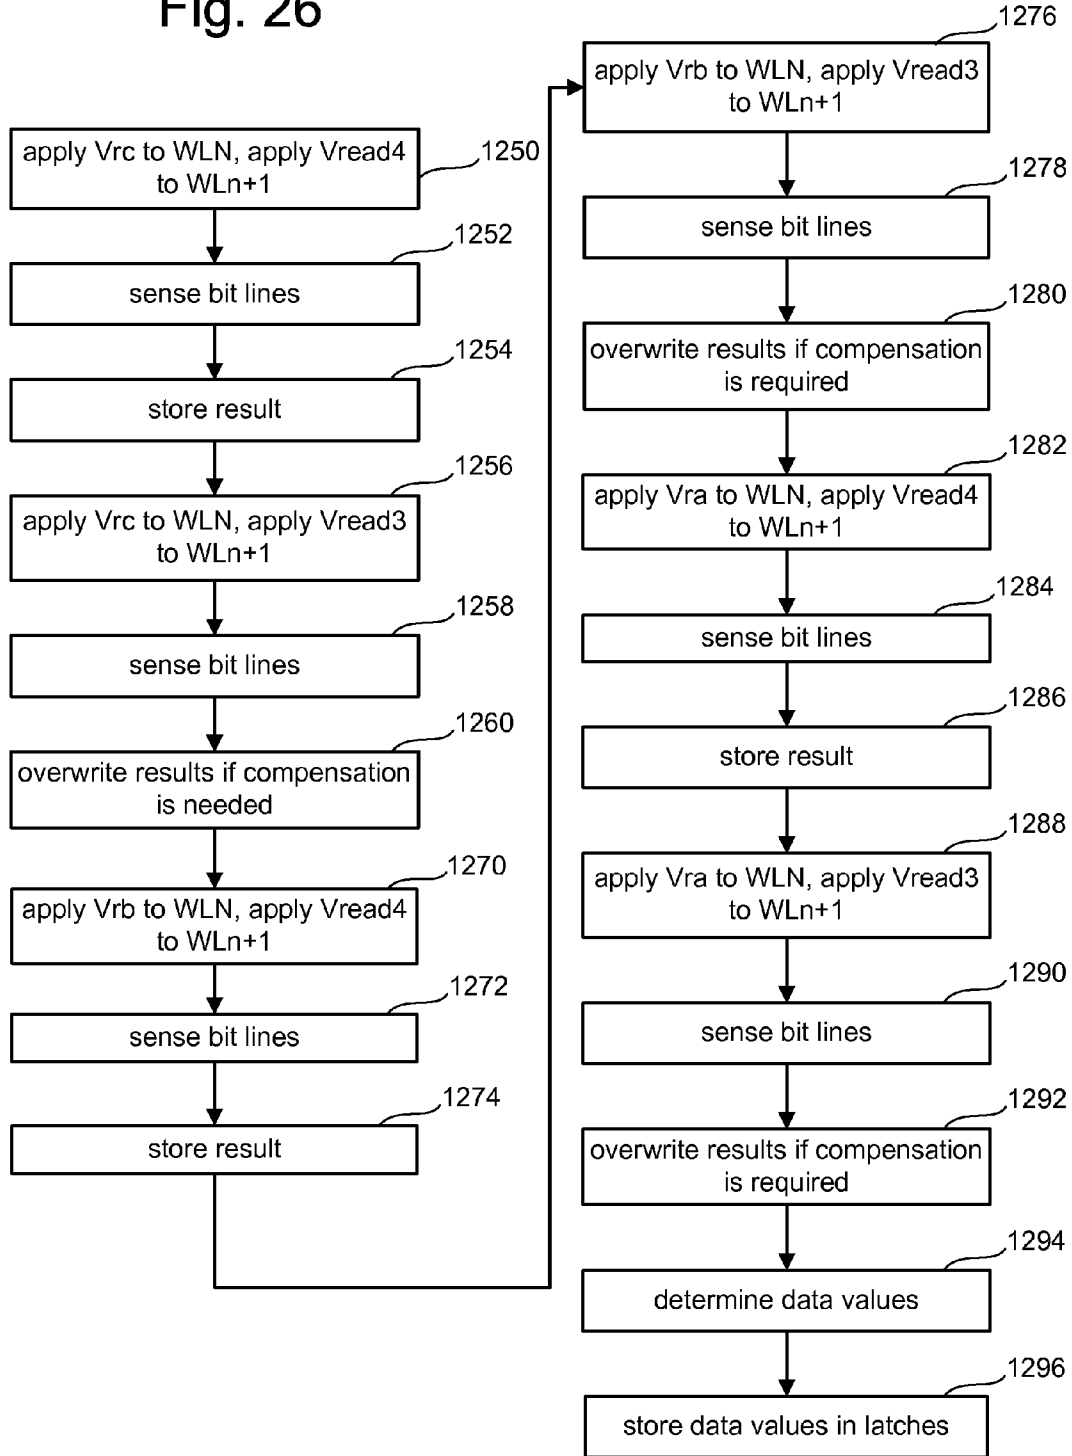 Fig. 26
apply Vrc to WLN, apply Vread4
to WLn+1
1250
sense bit lines
1252
store result
1254
apply Vrc to WLN, apply Vread3
to WLn+1
1256
sense bit lines
1258
overwrite results if compensation
is needed
1260
apply Vrb to WLN, apply Vread4
to WLn+1
1270
sense bit lines
1272
store result
1274
apply Vrb to WLN, apply Vread3
to WLn+1
1276
sense bit lines
1278
overwrite results if compensation
is required
1280
apply Vra to WLN, apply Vread4
to WLn+1
1282
sense bit lines
1284
store result
1286
apply Vra to WLN, apply Vread3
to WLn+1
1288
sense bit lines
1290
overwrite results if compensation
is required
1292
determine data values
1294
store data values in latches
1296